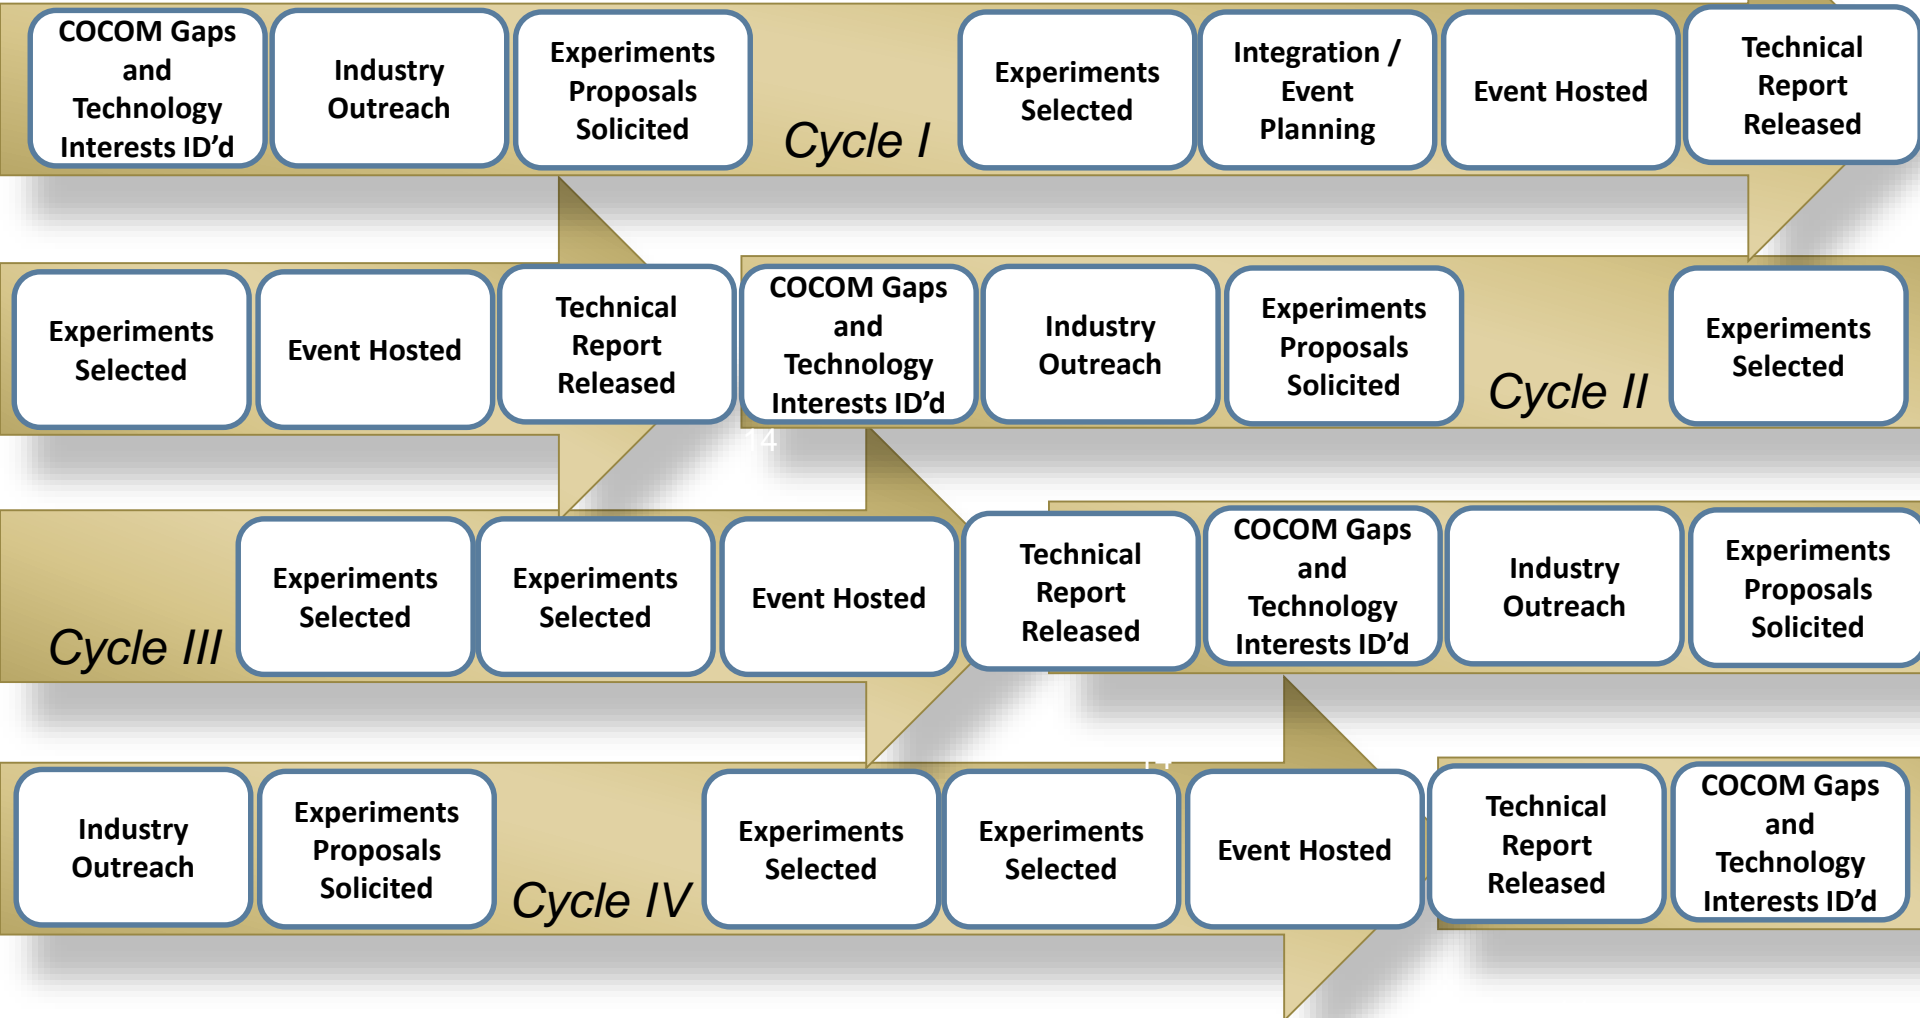 COCOM Gaps
and
Technology
Interests ID’d
Industry
Outreach
Experiments
Proposals
Solicited
Cycle I
Experiments
Selected
Integration /
Event
Planning
Event Hosted
Technical
Report
Released
Experiments
Selected
Event Hosted
Technical
Report
Released
COCOM Gaps
and
Technology
Interests ID’d
Industry
Outreach
Experiments
Proposals
Solicited
Cycle II
Experiments
Selected
14
Cycle III
Experiments
Selected
Experiments
Selected
Event Hosted
Technical
Report
Released
COCOM Gaps
and
Technology
Interests ID’d
Industry
Outreach
Experiments
Proposals
Solicited
Industry
Outreach
Experiments
Proposals
Solicited
Cycle IV
Experiments
Selected
Experiments
Selected
Event Hosted
Technical
Report
Released
COCOM Gaps
and
Technology
Interests ID’d